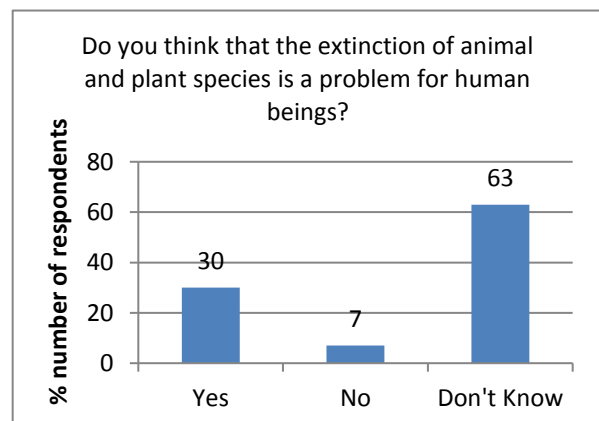 Do you think that the extinction of animal
and plant species is a problem for human
beings?
% number of respondents
80
60
40
20
0
30
7
63
Yes
No
Don't Know